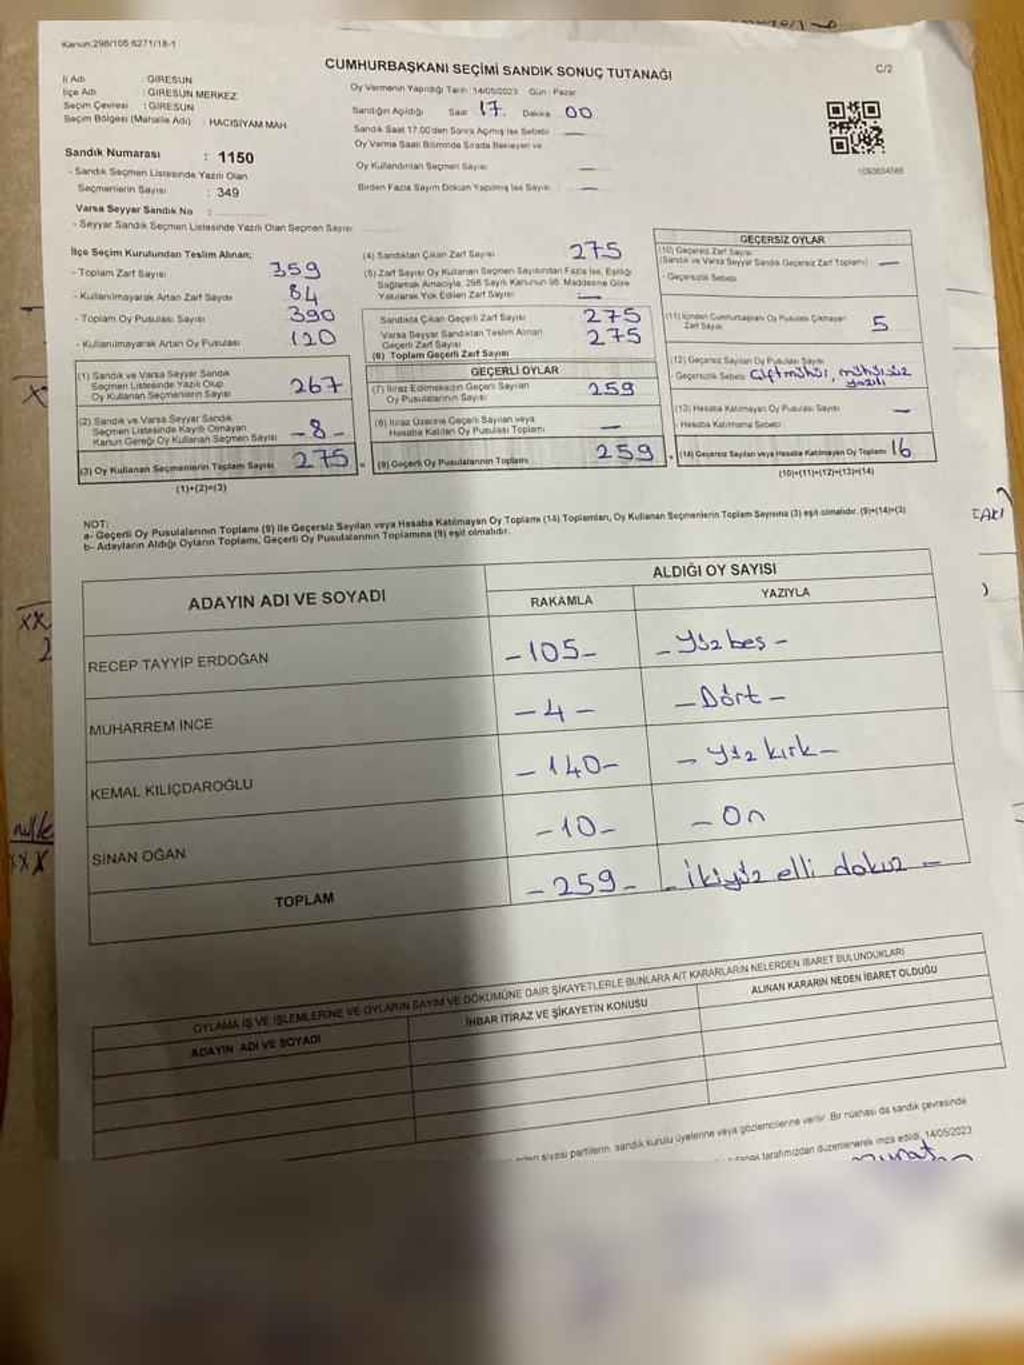 Kanun:298/105 6271/18-1
CUMHURBAŞKANI SEÇİMİ SANDIK SONUÇ TUTANAĞI
C/2
İl Adı : GİRESUN
İlçe Adı : GİRESUN MERKEZ
Seçim Çevresi : GİRESUN
Seçim Bölgesi (Mahalle Adı) : HACISİYAM MAH
Oy Vermenin Yapıldığı Tarih: 14/05/2023 Gün: Pazar
Sandığın Açıldığı Saat 17. Dakika 00
Sandık Saat 17.00'den Sonra Açılmış İse Sebebi
Oy Verme Saati Bitiminde Sırada Bekleyen ve
Oy Kullandırılan Seçmen Sayısı
Birden Fazla Sayım Döküm Yapılmış İse Sayısı
Sandık Numarası : 1150
- Sandık Seçmen Listesinde Yazılı Olan
Seçmenlerin Sayısı : 349
Varsa Seyyar Sandık No :
- Seyyar Sandık Seçmen Listesinde Yazılı Olan Seçmen Sayısı
İlçe Seçim Kurulundan Teslim Alınan;
- Toplam Zarf Sayısı 359
- Kullanılmayarak Artan Zarf Sayısı 84
- Toplam Oy Pusulası Sayısı 390
- Kullanılmayarak Artan Oy Pusulası 120
(1) Sandık ve Varsa Seyyar Sandık
Seçmen Listesinde Yazılı Olup
Oy Kullanan Seçmenlerin Sayısı 267
(2) Sandık ve Varsa Seyyar Sandık
Seçmen Listesinde Kayıtlı Olmayan
Kanun Gereği Oy Kullanan Seçmen Sayısı -8-
(3) Oy Kullanan Seçmenlerin Toplam Sayısı 275
(1)+(2)=(3)
(4) Sandıktan Çıkan Zarf Sayısı 275
(5) Zarf Sayısı Oy Kullanan Seçmen Sayısından Fazla İse, Eşitliği
Sağlamak Amacıyla, 298 Sayılı Kanunun 98. Maddesine Göre
Yakılarak Yok Edilen Zarf Sayısı —
Sandıkta Çıkan Geçerli Zarf Sayısı 275
Varsa Seyyar Sandıktan Teslim Alınan
Geçerli Zarf Sayısı 275
(6) Toplam Geçerli Zarf Sayısı
GEÇERLİ OYLAR
(7) İtiraz Edilmeksizin Geçerli Sayılan
Oy Pusulalarının Sayısı 259
(8) İtiraz Üzerine Geçerli Sayılan veya
Hesaba Katılan Oy Pusulası Toplamı —
(9) Geçerli Oy Pusulalarının Toplamı 259
GEÇERSİZ OYLAR
(10) Geçersiz Zarf Sayısı
(Sandık ve Varsa Seyyar Sandık Geçersiz Zarf Toplamı) —
- Geçersizlik Sebebi
(11) İçinden Cumhurbaşkanı Oy Pusulası Çıkmayan
Zarf Sayısı 5
(12) Geçersiz Sayılan Oy Pusulası Sayısı
- Geçersizlik Sebebi Çift mühür, mühürsüz
yazılı
(13) Hesaba Katılmayan Oy Pusulası Sayısı —
- Hesaba Katılmama Sebebi
(14) Geçersiz Sayılan veya Hesaba Katılmayan Oy Toplamı 16
(10)+(11)+(12)+(13)=(14)
NOT:
a- Geçerli Oy Pusulalarının Toplamı (9) ile Geçersiz Sayılan veya Hesaba Katılmayan Oy Toplamı (14) Toplamları, Oy Kullanan Seçmenlerin Toplam Sayısına (3) eşit olmalıdır. (9)+(14)=(3)
b- Adayların Aldığı Oyların Toplamı, Geçerli Oy Pusulalarının Toplamına (9) eşit olmalıdır.
ADAYIN ADI VE SOYADI
ALDIĞI OY SAYISI
RAKAMLA YAZIYLA
RECEP TAYYİP ERDOĞAN -105- - Yüz beş -
MUHARREM İNCE -4- - Dört -
KEMAL KILIÇDAROĞLU -140- - Yüz kırk -
SİNAN OĞAN -10- - On
TOPLAM -259- - İkiyüz elli dokuz -
OYLAMA İŞ VE İŞLEMLERİNE VE OYLARIN SAYIM VE DÖKÜMÜNE DAİR ŞİKAYETLERLE BUNLARA AİT KARARLARIN NELERDEN İBARET BULUNDUKLARI
ADAYIN ADI VE SOYADI İHBAR İTİRAZ VE ŞİKAYETİN KONUSU ALINAN KARARIN NEDEN İBARET OLDUĞU
siyasi partilerin, sandık kurulu üyelerine veya gözlemcilerine verilir. Bir nüshası da sandık çevresinde
tarafımızdan düzenlenerek imza edildi. 14/05/2023